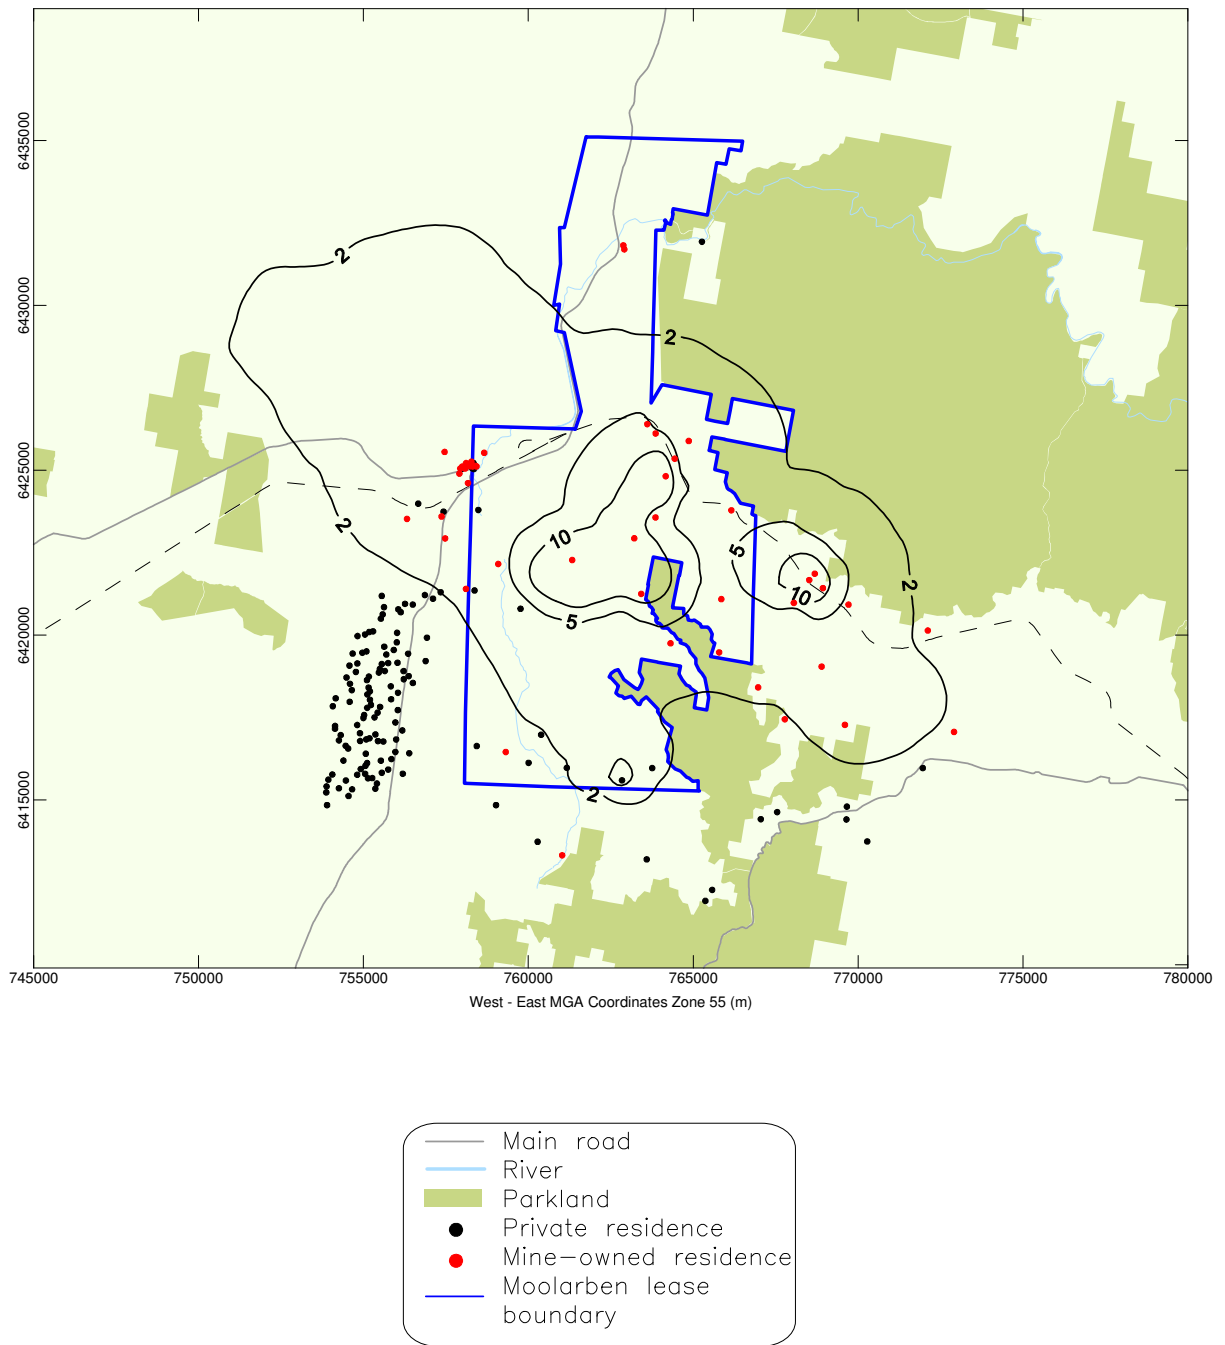 6435000
2
6430000
2
6425000
2
10
5
5
10
2
5
6420000
6415000
2
745000 750000 755000 760000 765000 770000 775000 780000
West - East MGA Coordinates Zone 55 (m)
Main road
River
Parkland
Private residence
Mine-owned residence
Moolarben lease
boundary